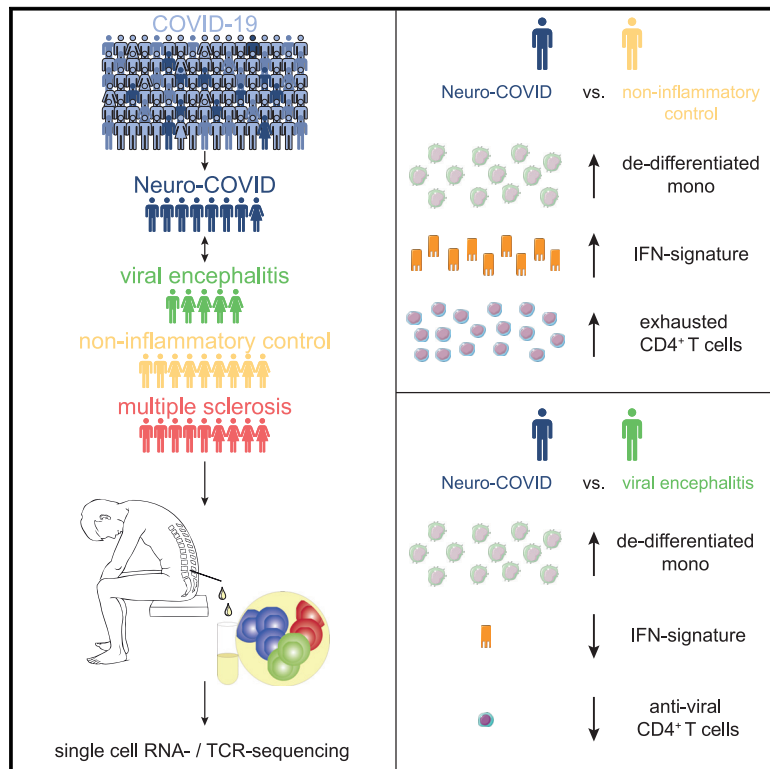 COVID-19
Neuro-COVID
viral encephalitis
non-inflammatory control
multiple sclerosis
single cell RNA- / TCR-sequencing
Neuro-COVID vs. non-inflammatory
control
de-differentiated
mono
IFN-signature
exhausted
CD4⁺ T cells
Neuro-COVID vs. viral encephalitis
de-differentiated
mono
IFN-signature
anti-viral
CD4⁺ T cells